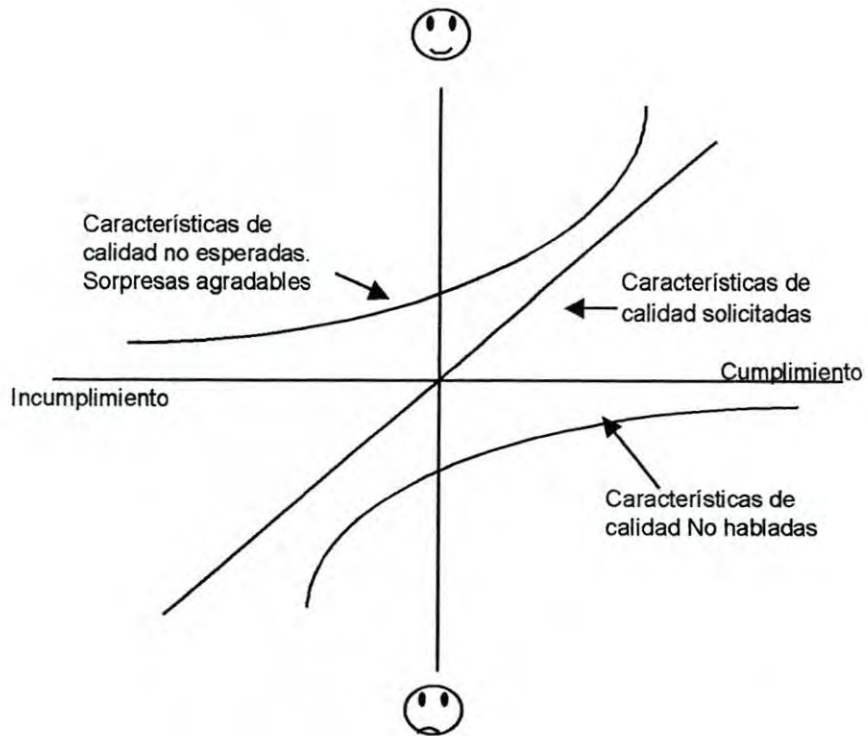 Características de
calidad no esperadas.
Sorpresas agradables
Características de
calidad solicitadas
Cumplimiento
Incumplimiento
Características de
calidad No habladas